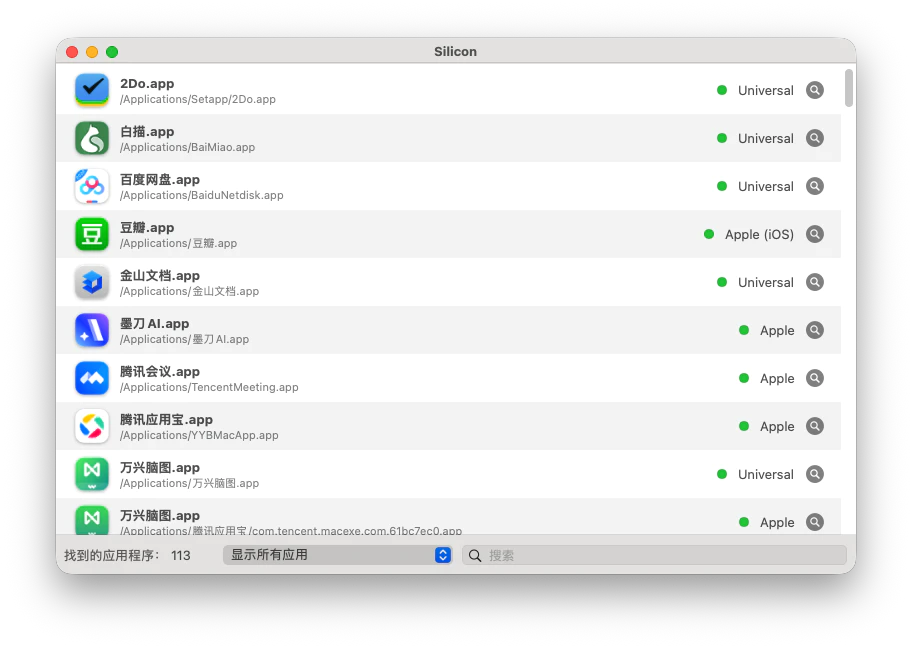 Silicon
2Do.app
/Applications/Setapp/2Do.app
Universal
白描.app
/Applications/BaiMiao.app
Universal
百度网盘.app
/Applications/BaiduNetdisk.app
Universal
豆
豆瓣.app
/Applications/豆瓣.app
Apple (iOS)
金山文档.app
/Applications/金山文档.app
Universal
墨刀 AI.app
/Applications/墨刀 AI.app
Apple
腾讯会议.app
/Applications/TencentMeeting.app
Apple
腾讯应用宝.app
/Applications/YYBMacApp.app
Apple
万兴脑图.app
/Applications/万兴脑图.app
Universal
万兴脑图.app
/Applications/腾讯应用宝/com.tencent.macexe.com.61bc7ec0.app
Apple
找到的应用程序： 113
显示所有应用
搜索